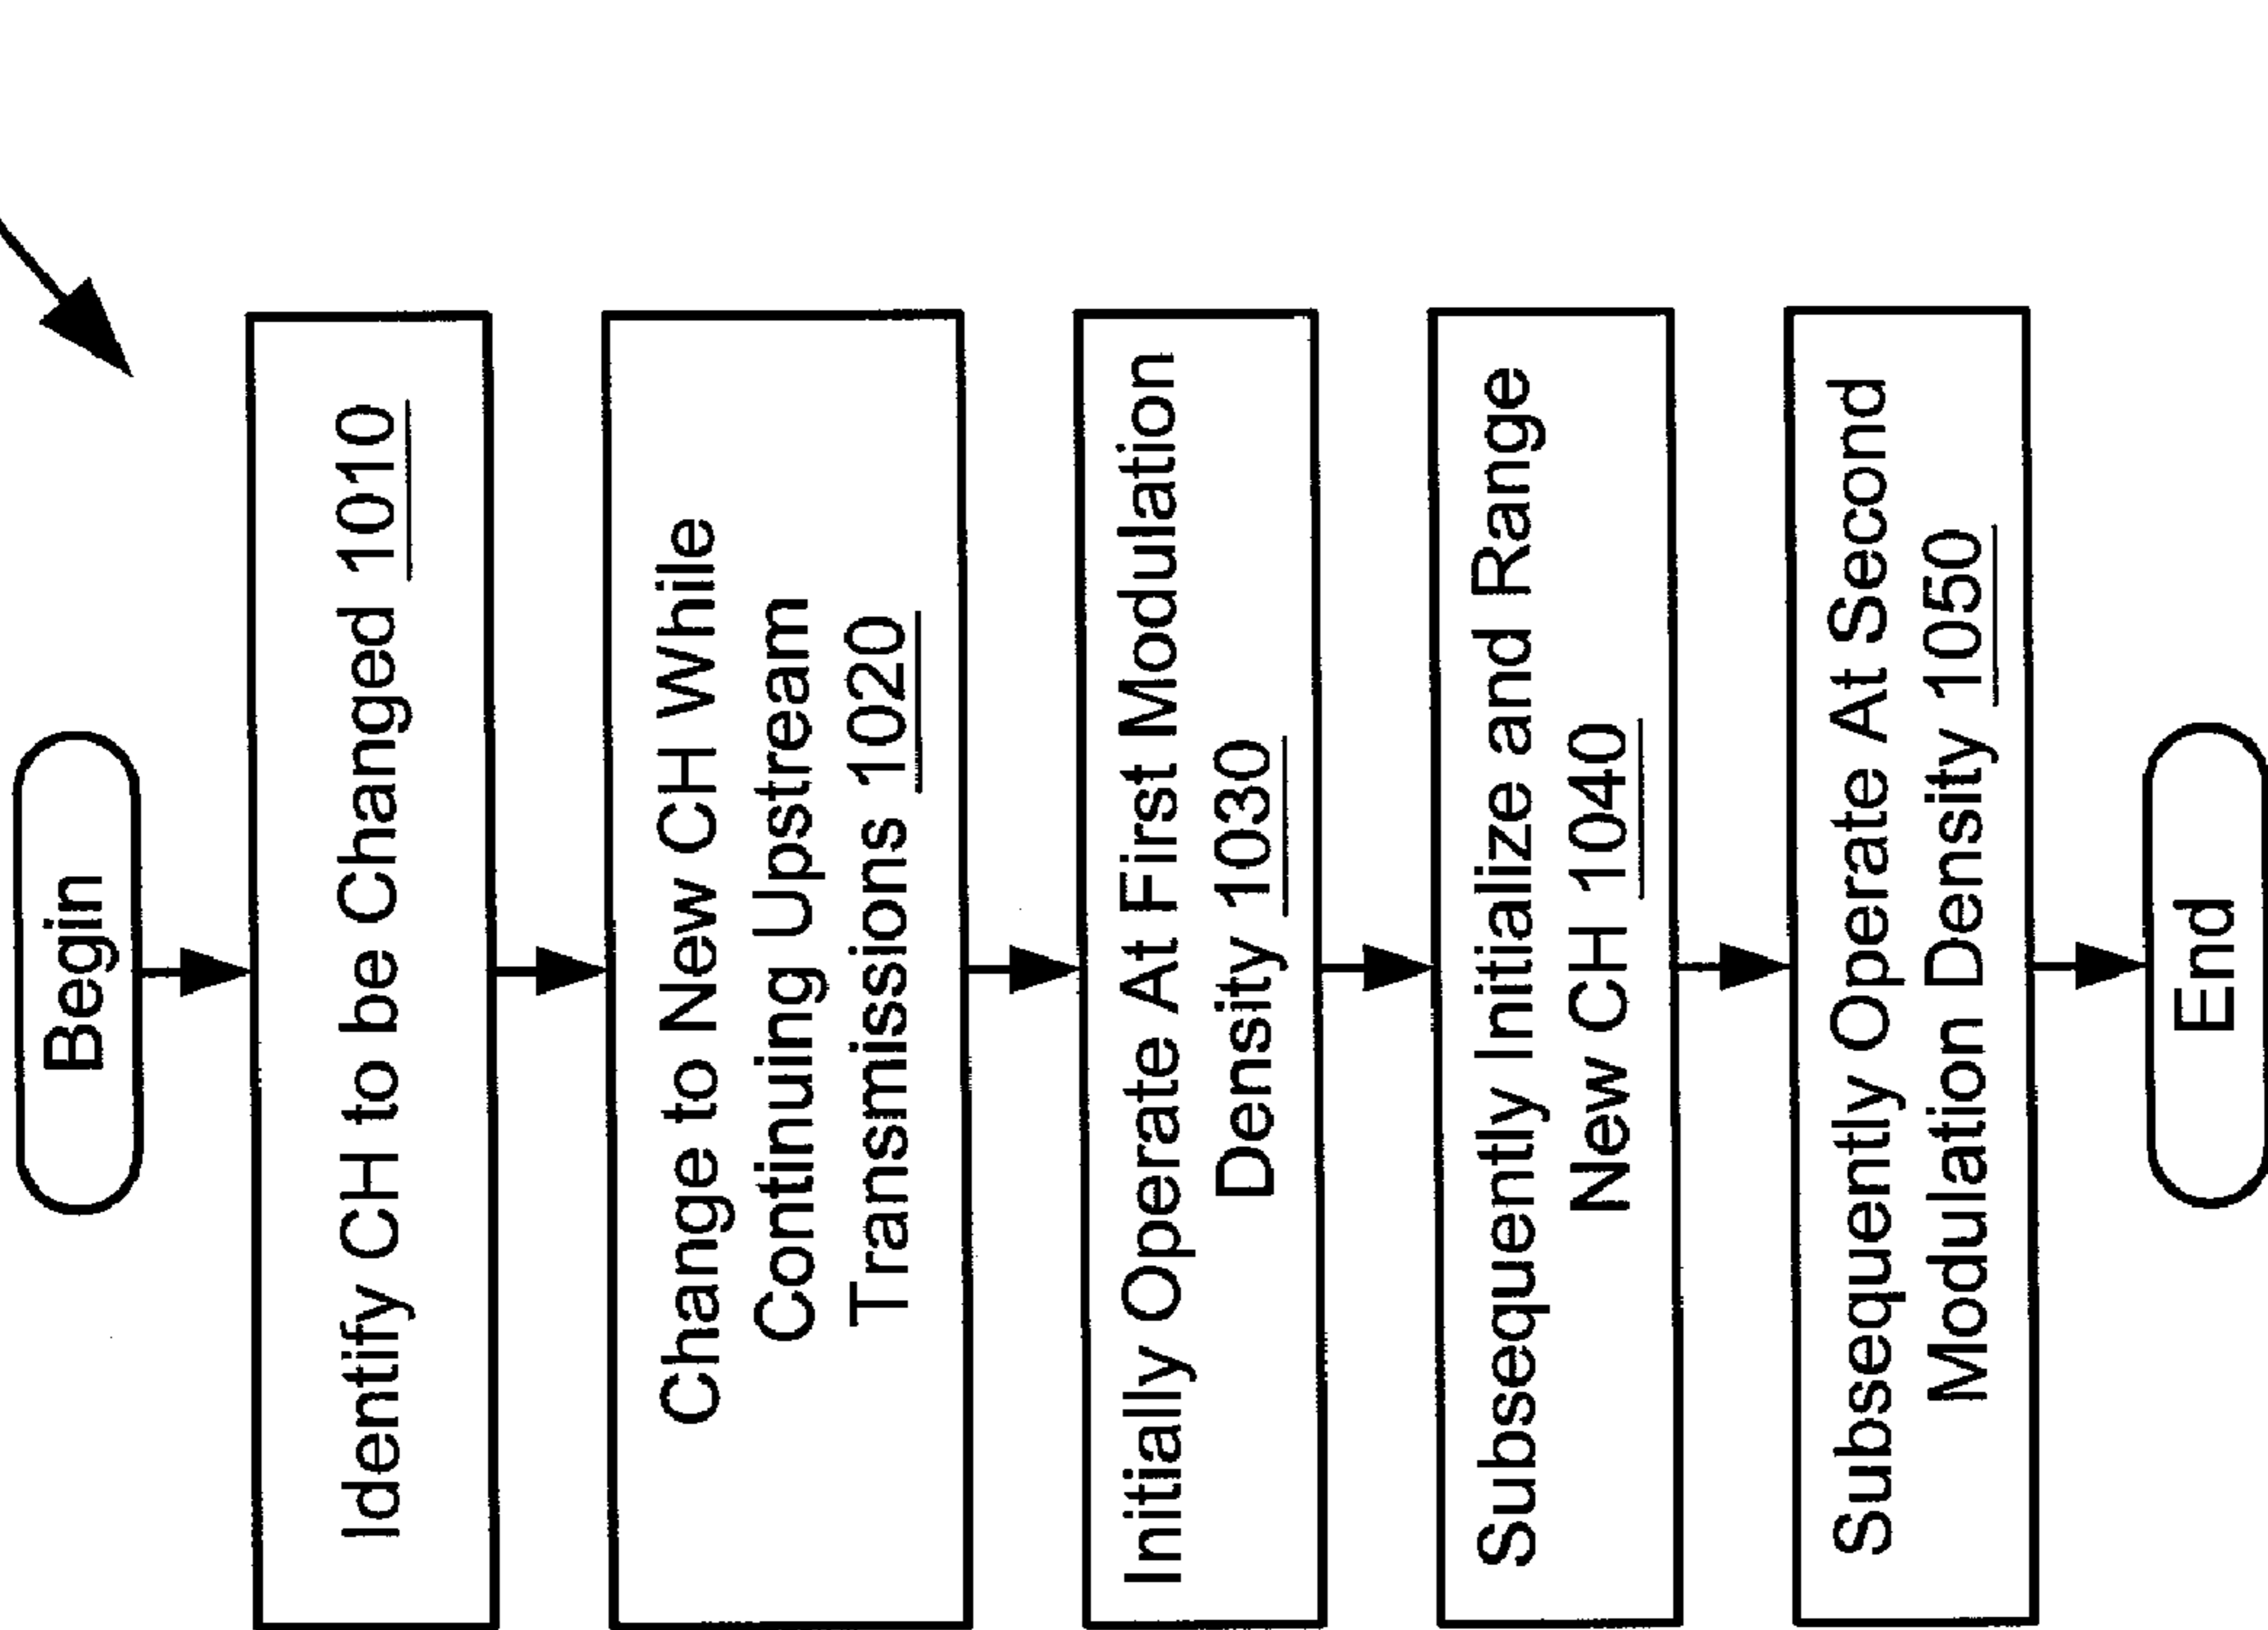 Begin
Identify CH to be Changed 1010
Change to New CH While
Continuing Upstream
Transmissions 1020
Initially Operate At First Modulation
Density 1030
Subsequently Initialize and Range
New CH 1040
Subsequently Operate At Second
Modulation Density 1050
End